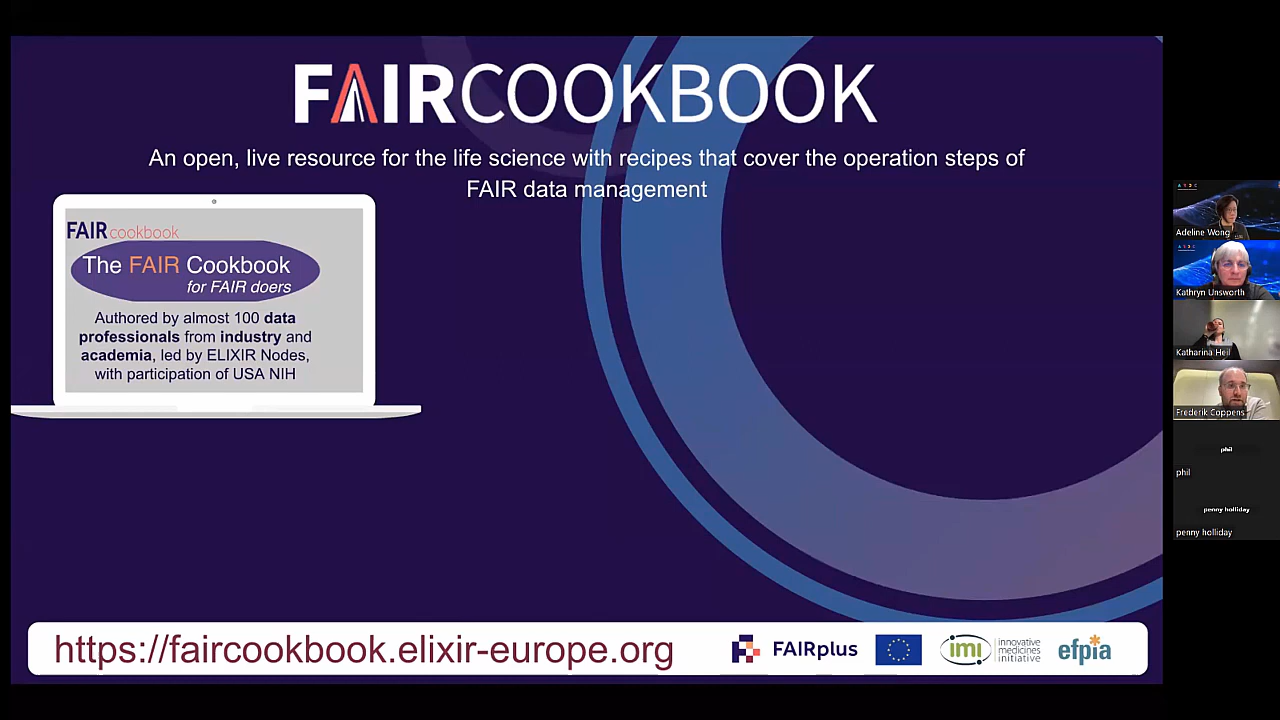 FAIRCOOKBOOK
An open, live resource for the life science with recipes that cover the operation steps of
FAIR data management
FAIRcookbook
The FAIR Cookbook
for FAIR doers
Authored by almost 100 data
professionals from industry and
academia, led by ELIXIR Nodes,
with participation of USA NIH
https://faircookbook.elixir-europe.org
FAIRplus
imi
innovative
medicines
initiative
efpia
Adeline Wong
Kathryn Unsworth
Katharina Heil
Frederik Coppens
phil
phil
penny holliday
penny holliday